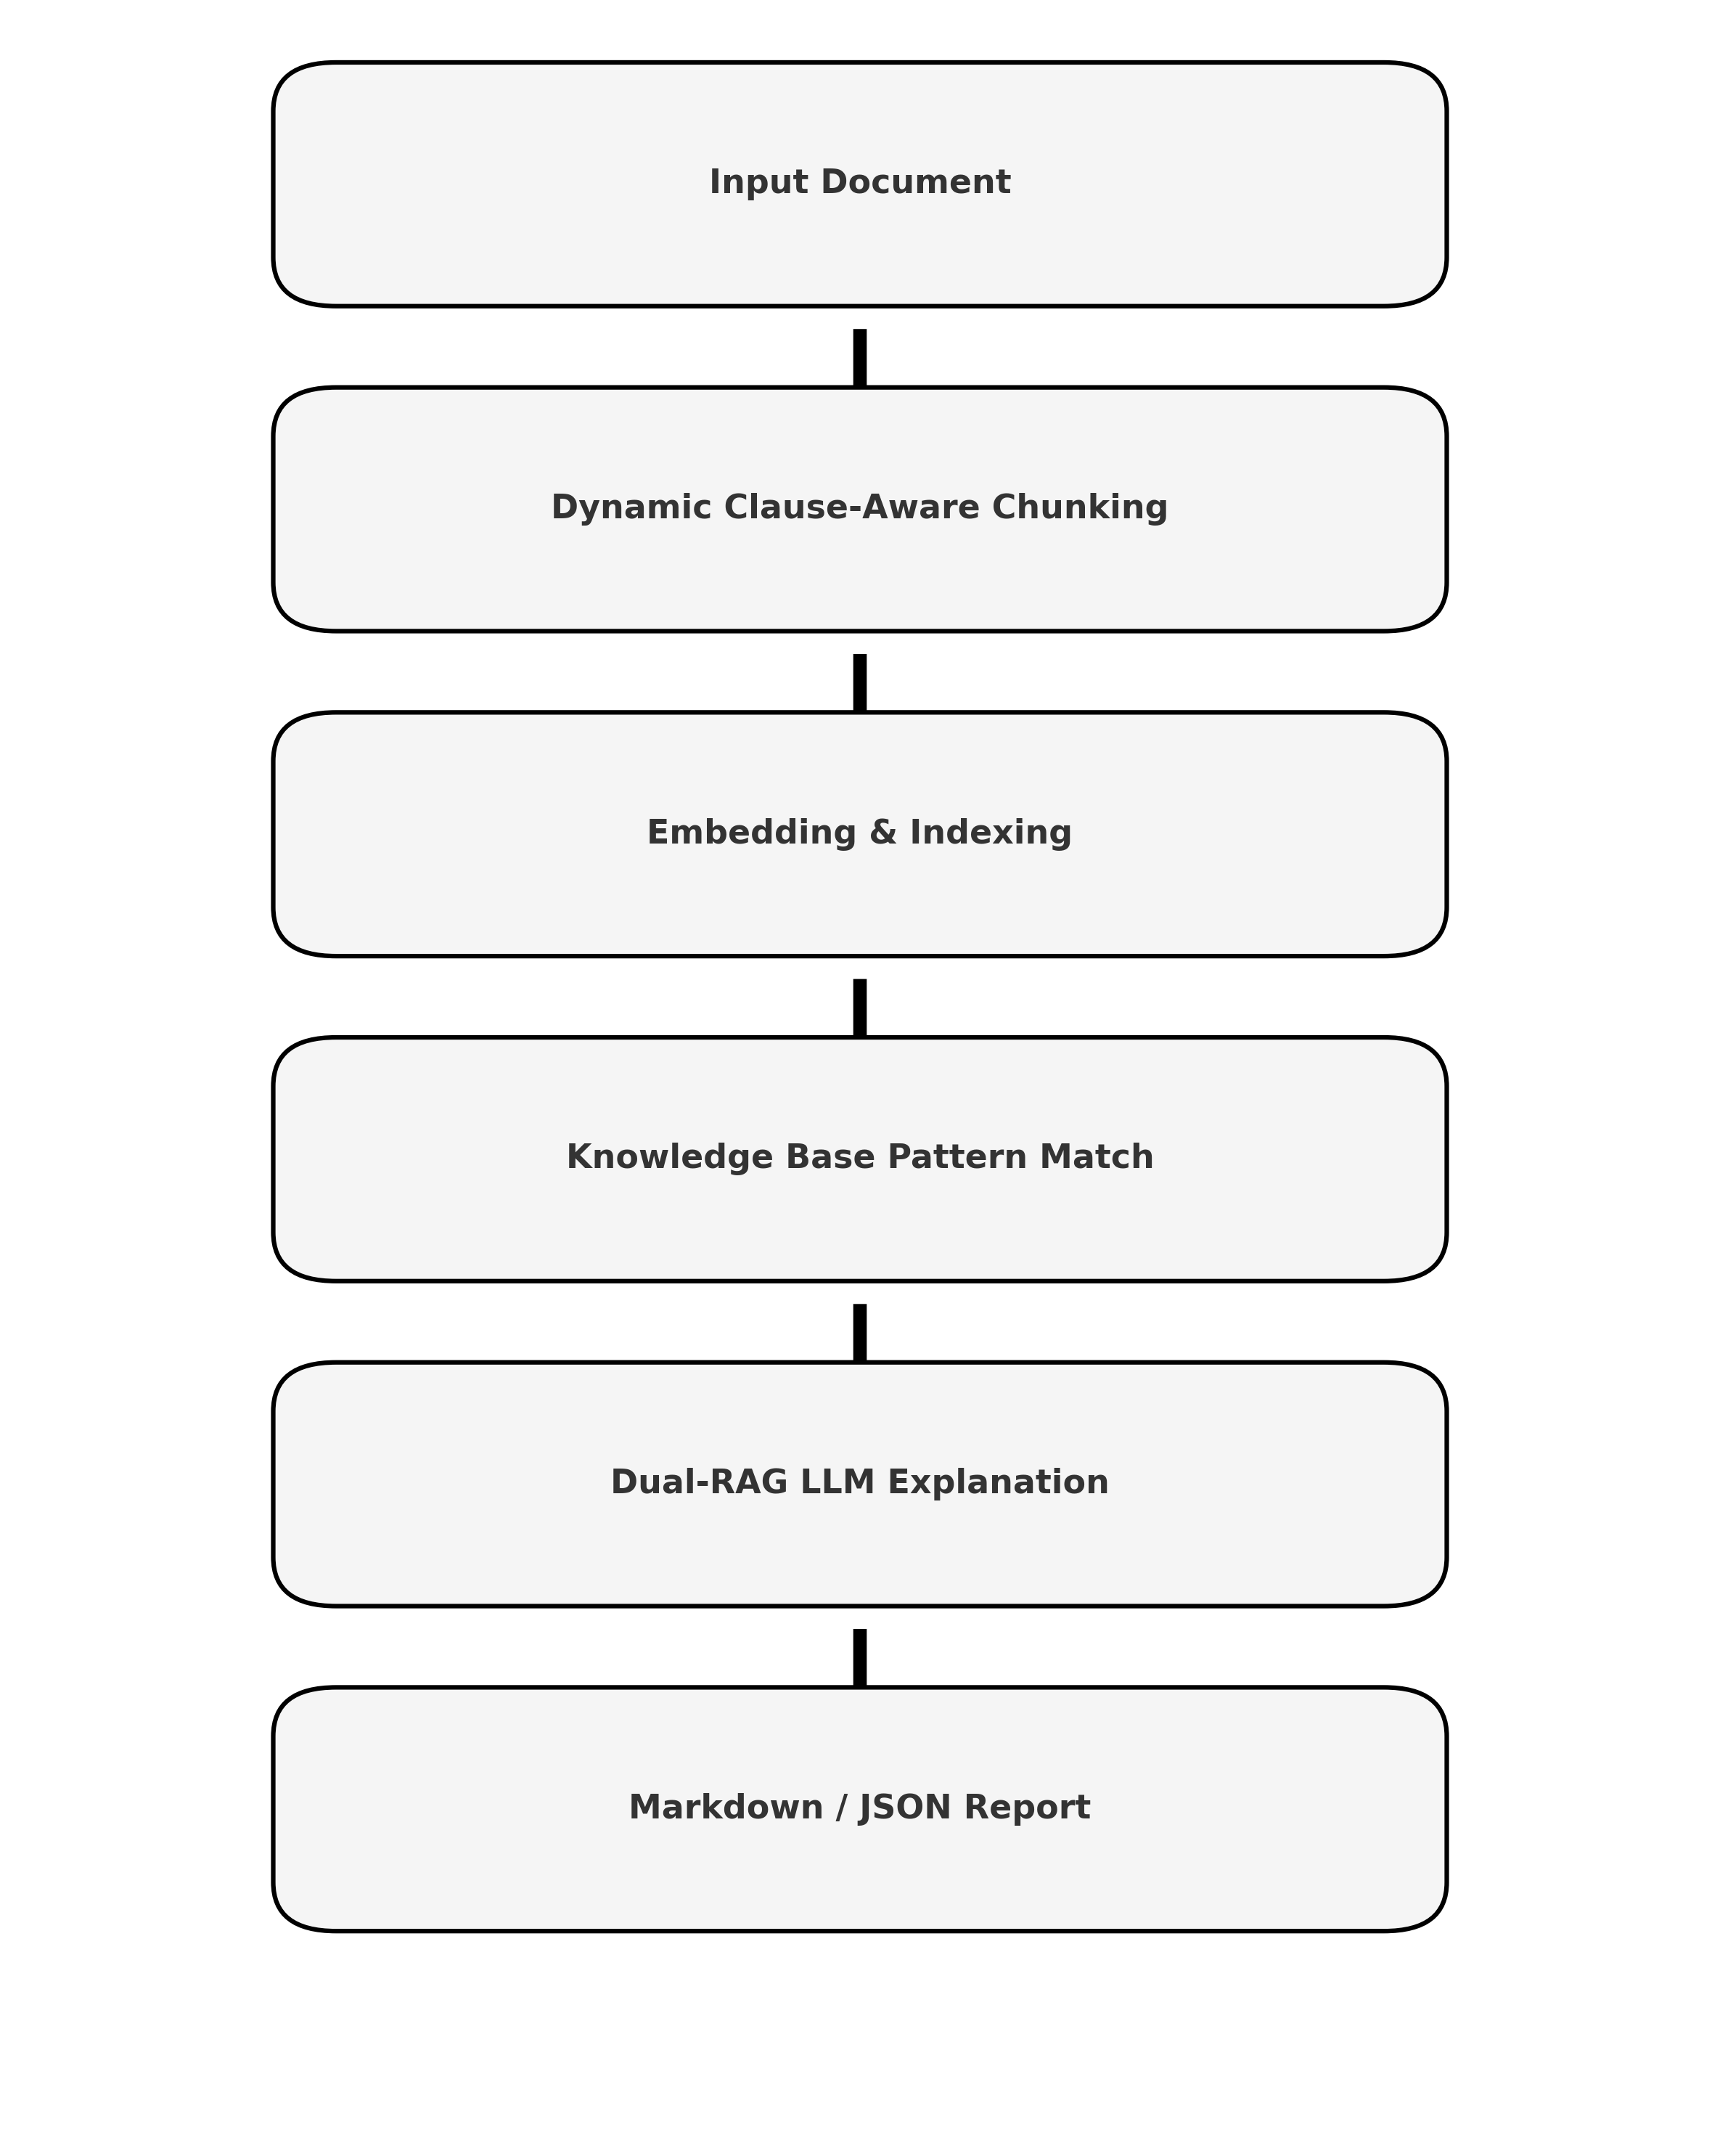 Input Document
Dynamic Clause-Aware Chunking
Embedding & Indexing
Knowledge Base Pattern Match
Dual-RAG LLM Explanation
Markdown / JSON Report